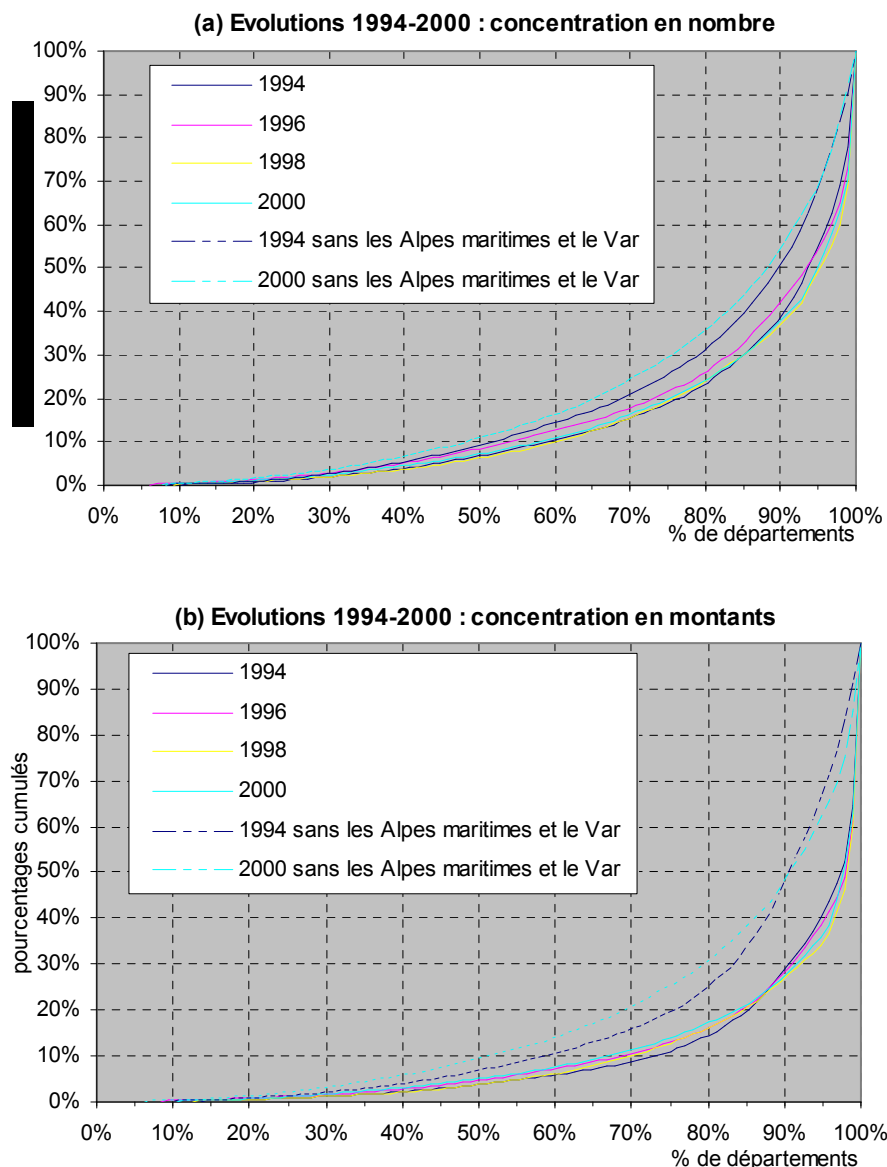 (a) Evolutions 1994-2000 : concentration en nombre
100%
90%
80%
70%
60%
50%
40%
30%
20%
10%
0%
1994
1996
1998
2000
1994 sans les Alpes maritimes et le Var
2000 sans les Alpes maritimes et le Var
0% 10% 20% 30% 40% 50% 60% 70% 80% 90% 100%
% de départements
(b) Evolutions 1994-2000 : concentration en montants
pourcentages cumulés
100%
90%
80%
70%
60%
50%
40%
30%
20%
10%
0%
1994
1996
1998
2000
1994 sans les Alpes maritimes et le Var
2000 sans les Alpes maritimes et le Var
0% 10% 20% 30% 40% 50% 60% 70% 80% 90% 100%
% de départements